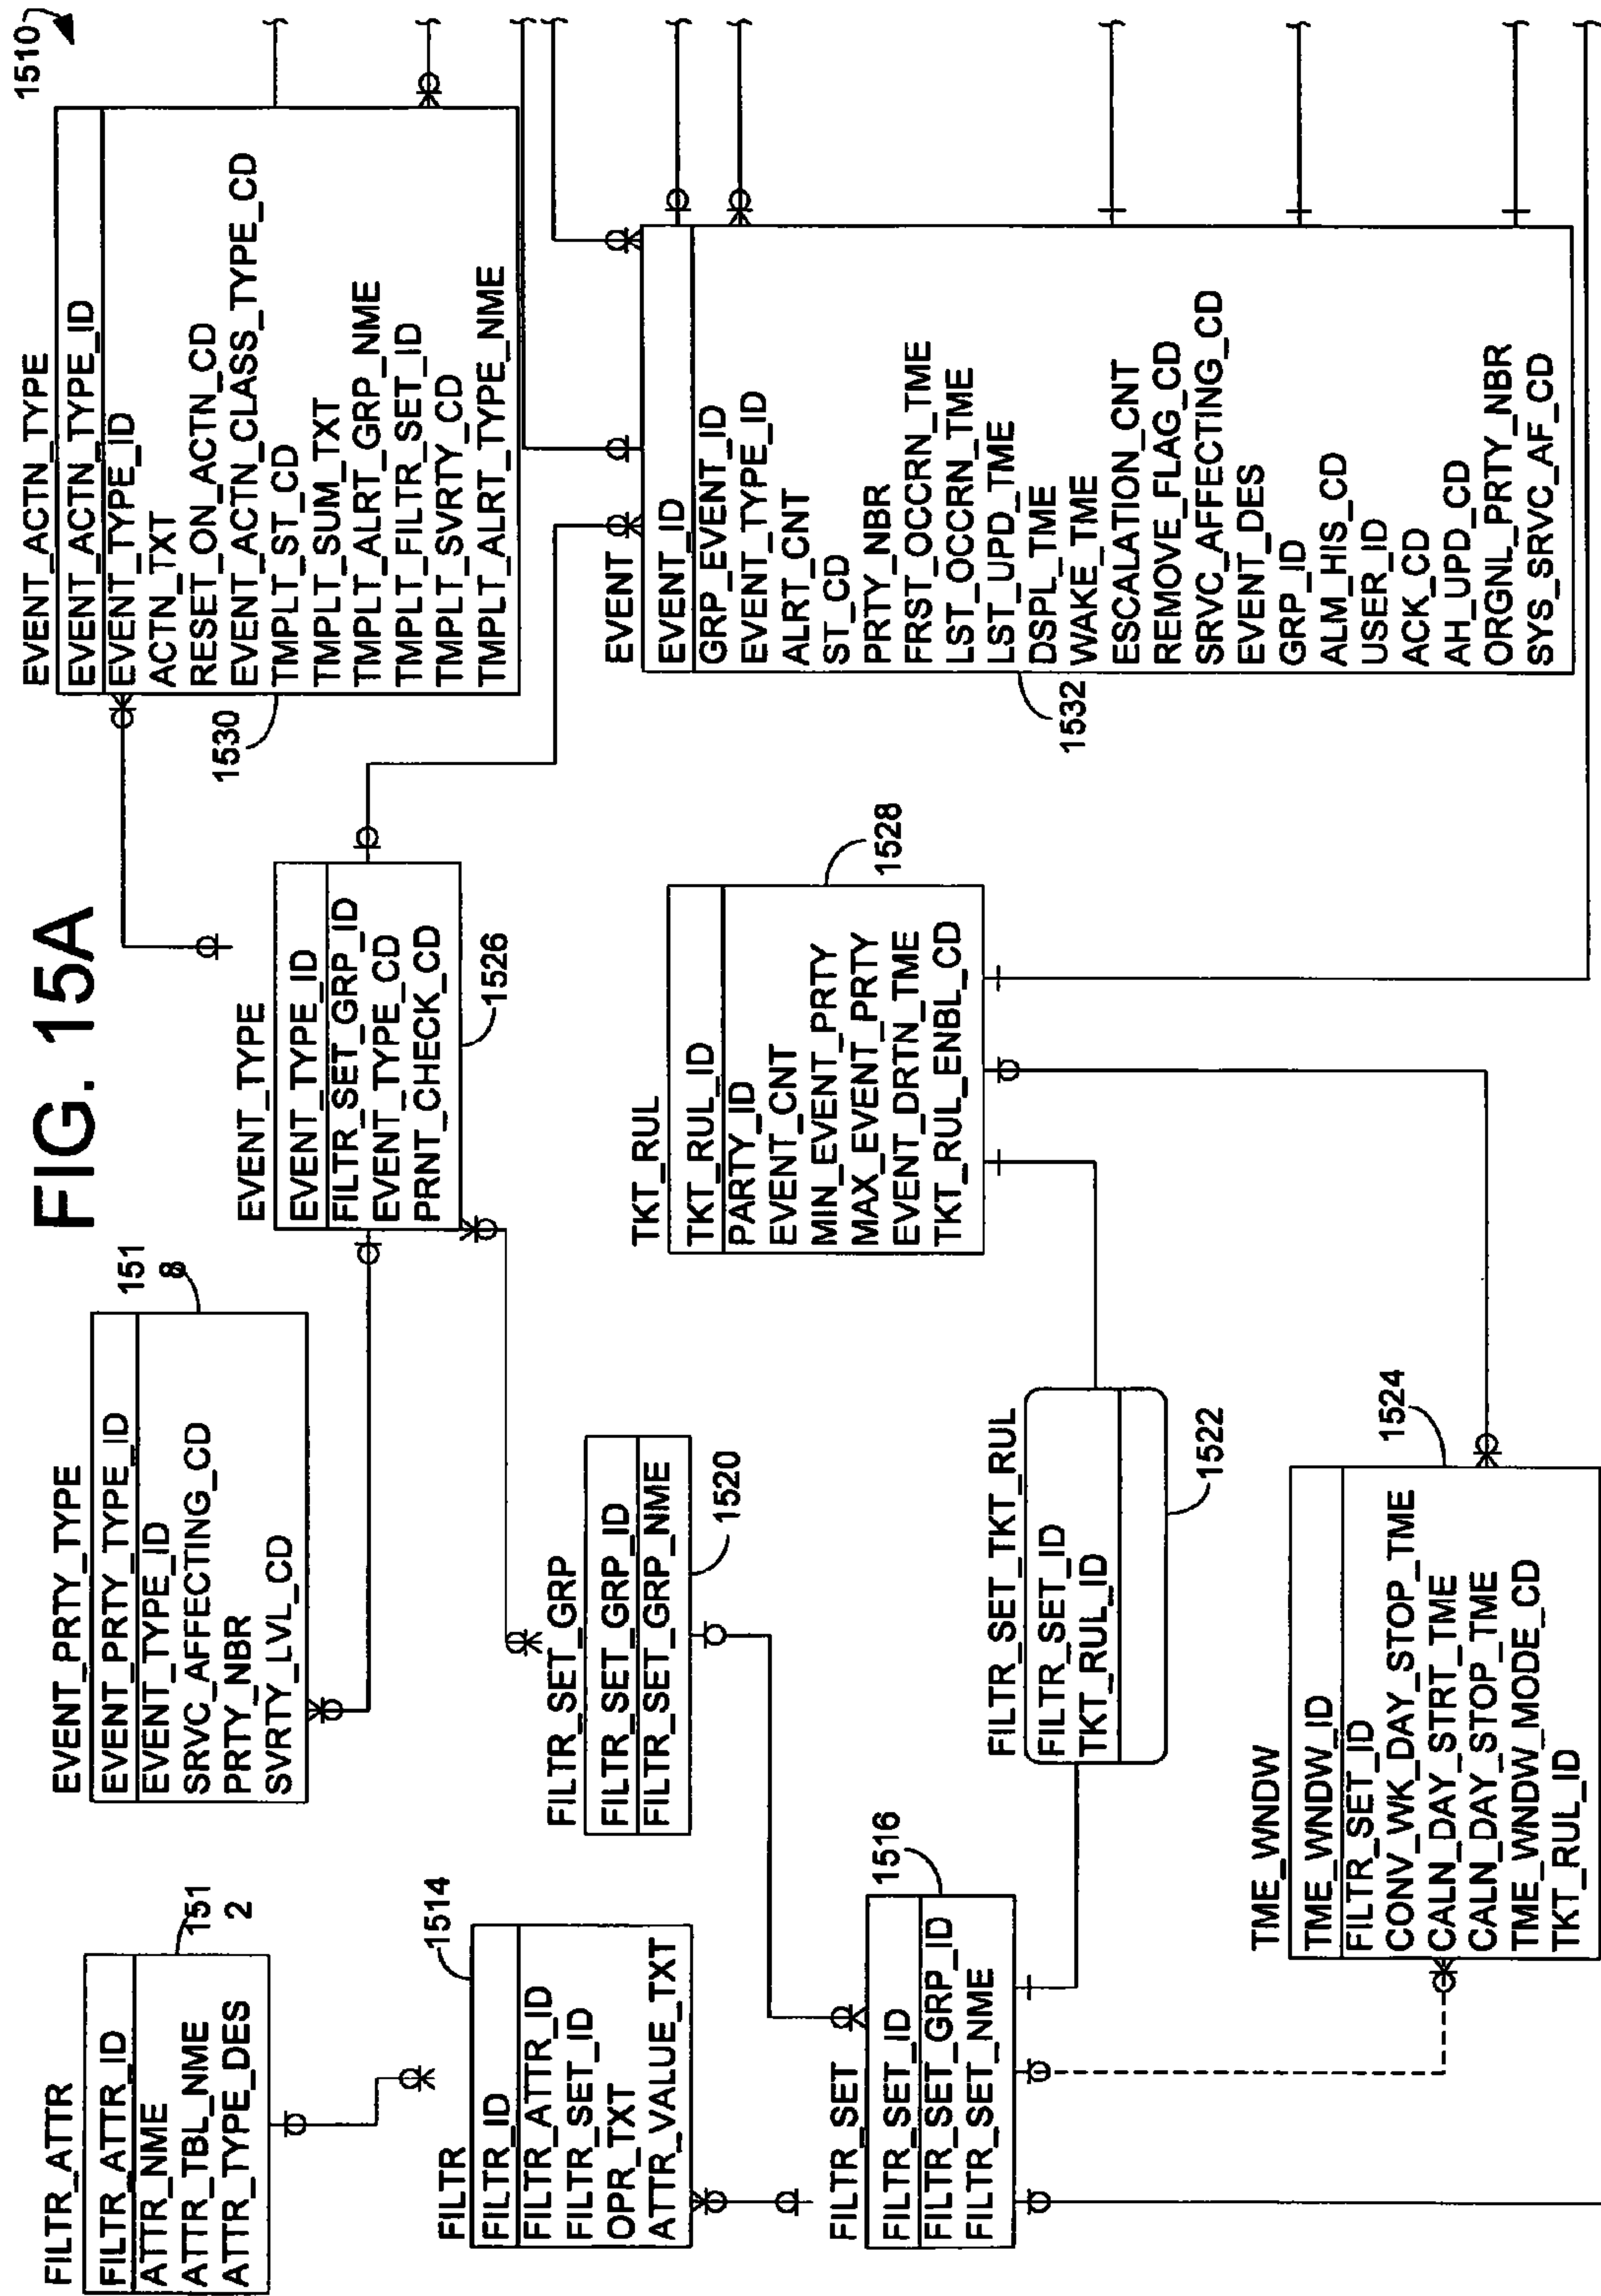 FIG. 15A
1510
FILTR_ATTR
FILTR_ATTR_ID
ATTR_NME
ATTR_TBL_NME
ATTR_TYPE_DES
151
2
FILTR
FILTR_ID
FILTR_ATTR_ID
FILTR_SET_ID
OPR_TXT
ATTR_VALUE_TXT
1514
FILTR_SET
FILTR_SET_ID
FILTR_SET_GRP_ID
FILTR_SET_NME
1516
EVENT_PRTY_TYPE
EVENT_PRTY_TYPE_ID
EVENT_TYPE_ID
SRVC_AFFECTING_CD
PRTY_NBR
SVRTY_LVL_CD
151
8
FILTR_SET_GRP
FILTR_SET_GRP_ID
FILTR_SET_GRP_NME
1520
FILTR_SET_TKT_RUL
FILTR_SET_ID
TKT_RUL_ID
1522
TME_WNDW
TME_WNDW_ID
FILTR_SET_ID
CONV_WK_DAY_STOP_TME
CALN_DAY_STRT_TME
CALN_DAY_STOP_TME
TME_WNDW_MODE_CD
TKT_RUL_ID
1524
EVENT_TYPE
EVENT_TYPE_ID
FILTR_SET_GRP_ID
EVENT_TYPE_CD
PRNT_CHECK_CD
1526
TKT_RUL
TKT_RUL_ID
PARTY_ID
EVENT_CNT
MIN_EVENT_PRTY
MAX_EVENT_PRTY
EVENT_DRTN_TME
TKT_RUL_ENBL_CD
1528
EVENT_ACTN_TYPE
EVENT_ACTN_TYPE_ID
EVENT_TYPE_ID
ACTN_TXT
RESET_ON_ACTN_CD
EVENT_ACTN_CLASS_TYPE_CD
TMPLT_ST_CD
TMPLT_SUM_TXT
TMPLT_ALRT_GRP_NME
TMPLT_FILTR_SET_ID
TMPLT_SVRTY_CD
TMPLT_ALRT_TYPE_NME
1530
EVENT
EVENT_ID
GRP_EVENT_ID
EVENT_TYPE_ID
ALRT_CNT
ST_CD
PRTY_NBR
FRST_OCCRN_TME
LST_OCCRN_TME
LST_UPD_TME
DSPL_TME
WAKE_TME
ESCALATION_CNT
REMOVE_FLAG_CD
SRVC_AFFECTING_CD
EVENT_DES
GRP_ID
ALM_HIS_CD
USER_ID
ACK_CD
AH_UPD_CD
ORGNL_PRTY_NBR
SYS_SRVC_AF_CD
1532